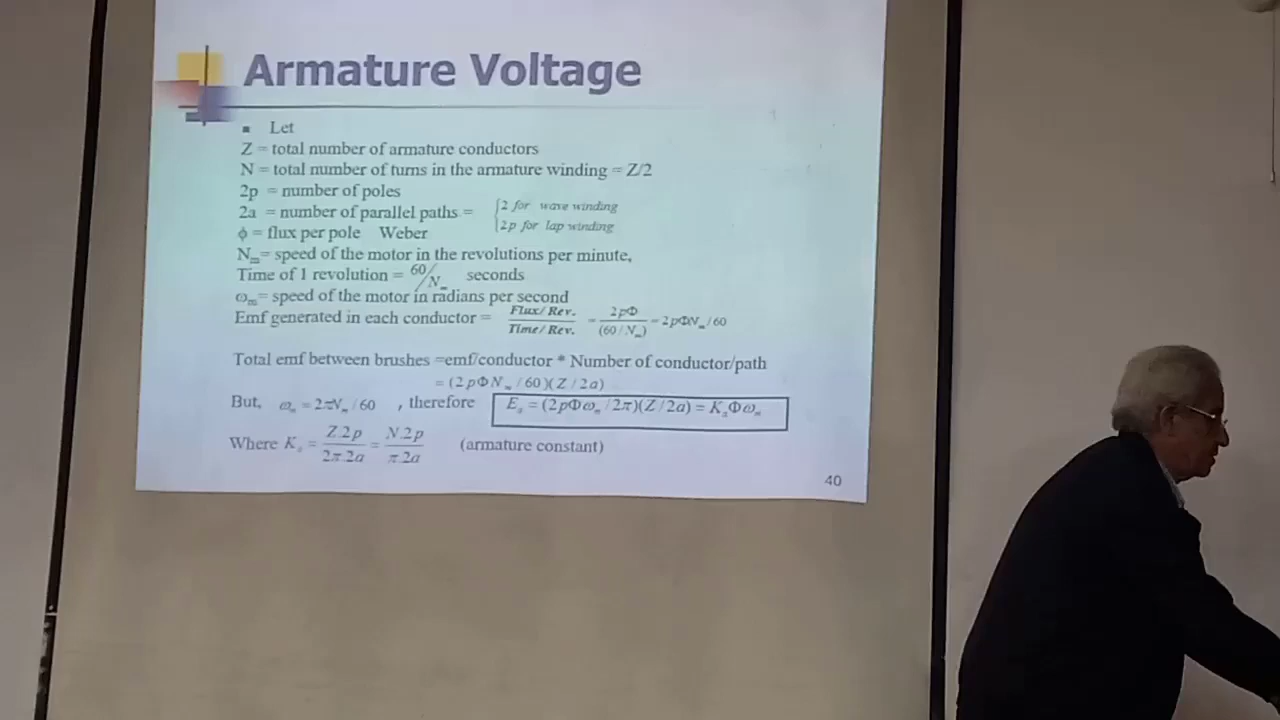 Armature Voltage
▪ Let
Z = total number of armature conductors
N = total number of turns in the armature winding = Z/2
2p = number of poles
2a = number of parallel paths = { 2 for wave winding
2p for lap winding
ϕ = flux per pole Weber
Nₘ= speed of the motor in the revolutions per minute,
Time of 1 revolution = 60/Nₘ seconds
ωₘ= speed of the motor in radians per second
Emf generated in each conductor = Flux/Rev. / Time/Rev. = 2pΦ / (60/Nₘ) = 2pΦNₘ/60
Total emf between brushes =emf/conductor * Number of conductor/path
= (2pΦNₘ/60)(Z/2a)
But, ωₘ = 2πNₘ/60 , therefore Eₐ = (2pΦωₘ/2π)(Z/2a) = KₐΦωₘ
Where Kₐ = Z.2p / 2π.2a = N.2p / π.2a (armature constant)
40